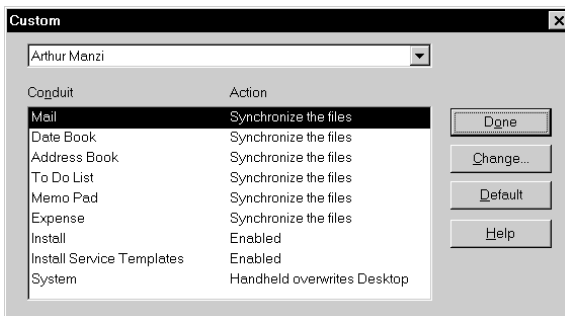 Custom
Arthur Manzi
Conduit Action
Mail Synchronize the files
Date Book Synchronize the files
Address Book Synchronize the files
To Do List Synchronize the files
Memo Pad Synchronize the files
Expense Synchronize the files
Install Enabled
Install Service Templates Enabled
System Handheld overwrites Desktop
Done
Change...
Default
Help